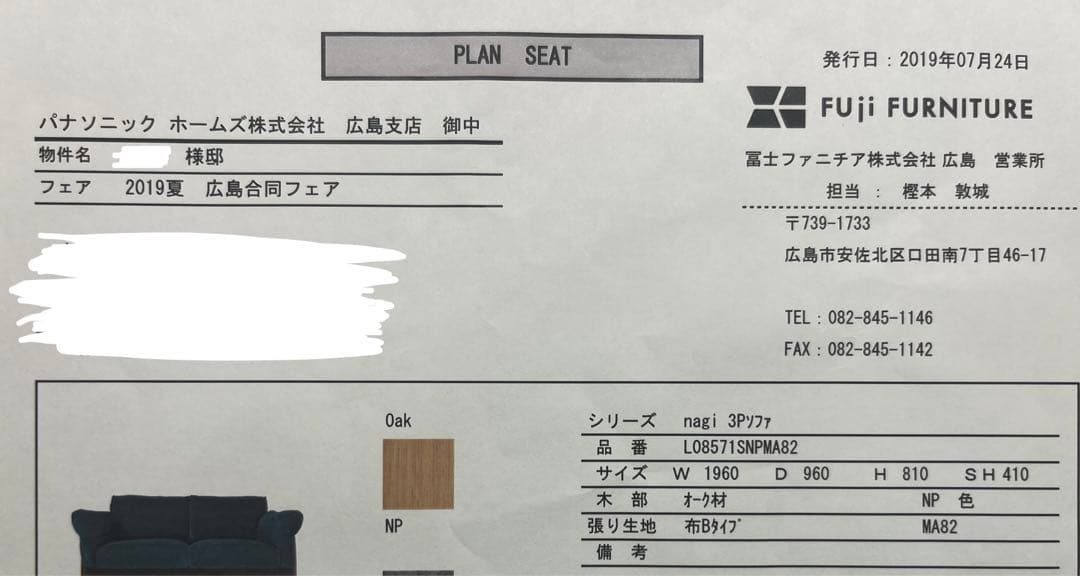 PLAN SEAT
発行日：2019年07月24日
FUji FURNITURE
パナソニック ホームズ株式会社 広島支店 御中
物件名 様邸
フェア 2019夏 広島合同フェア
冨士ファニチア株式会社 広島 営業所
担当 ： 樫本 敦城
〒739-1733
広島市安佐北区口田南7丁目46-17
TEL：082-845-1146
FAX：082-845-1142
Oak
NP
シリーズ nagi 3Pｿﾌｧ
品 番 L08571SNPMA82
サイズ W 1960 D 960 H 810 SH 410
木 部 ｵｰｸ材 NP 色
張り生地 布Bﾀｲﾌﾟ MA82
備 考